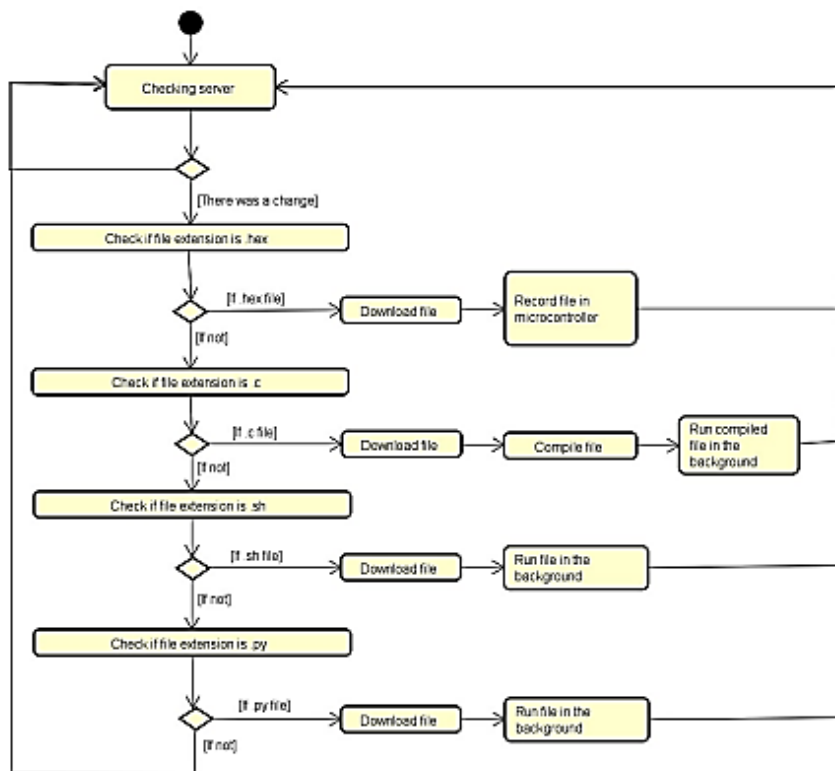 Checking server
[There was a change]
Check if file extension is .hex
[If .hex file]
Download file
Record file in
microcontroller
[If not]
Check if file extension is .c
[If .c file]
Download file
Compile file
Run compiled
file in the
background
[If not]
Check if file extension is .sh
[If .sh file]
Download file
Run file in the
background
[If not]
Check if file extension is .py
[If .py file]
Download file
Run file in the
background
[If not]